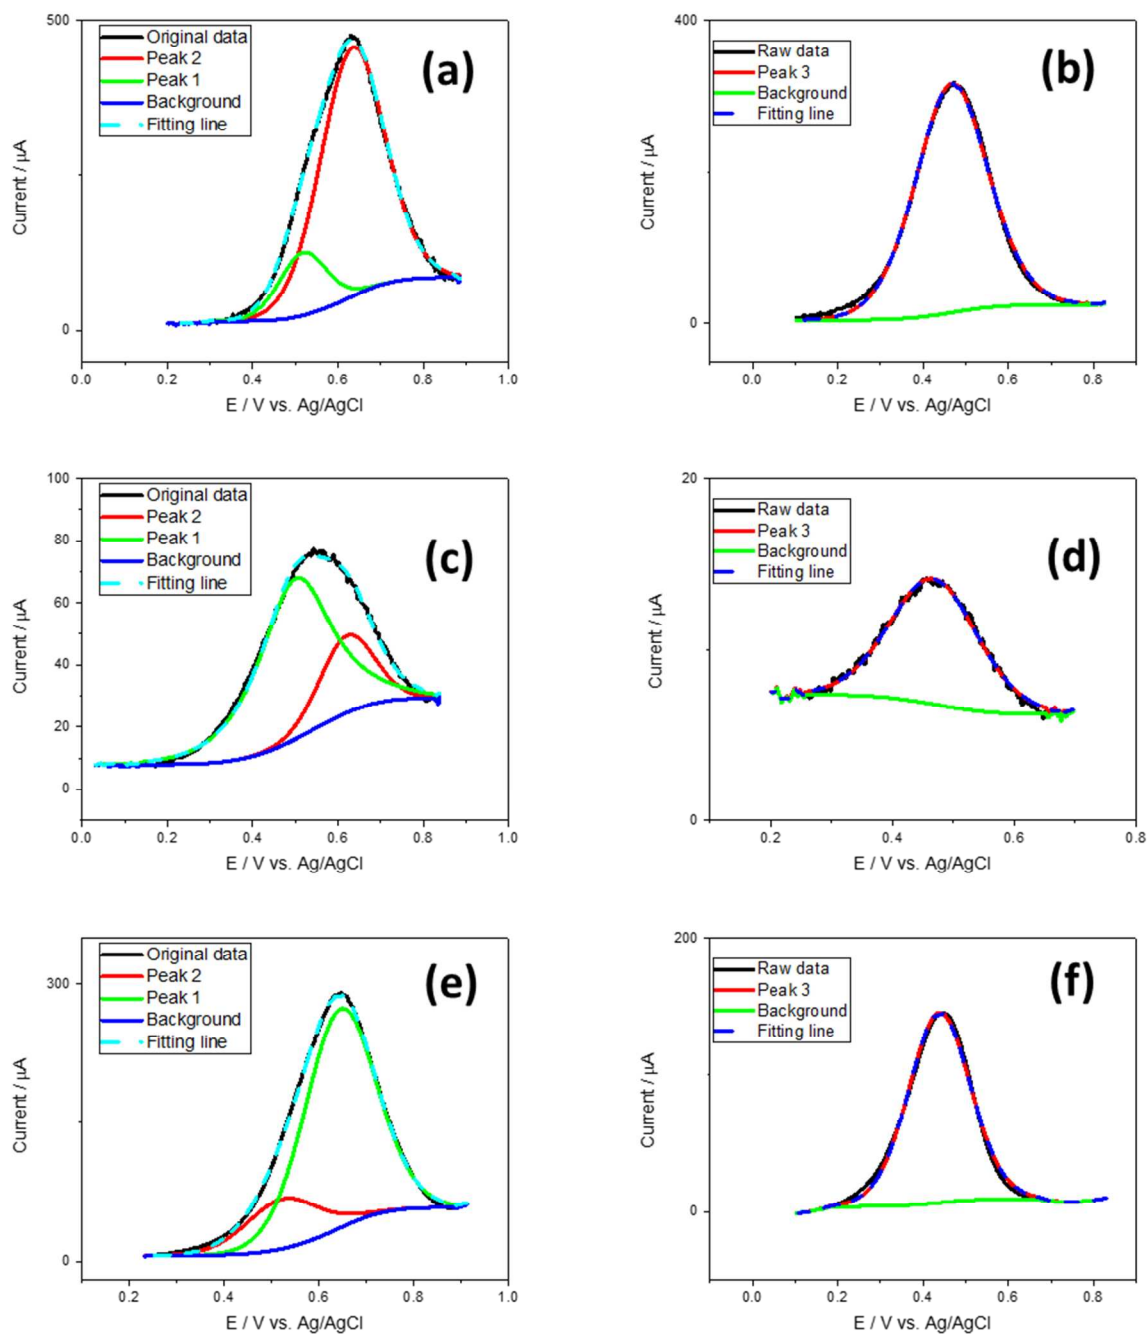 500
Original data
Peak 2
Peak 1
Background
Fitting line
(a)
Current / μA
0
0.0 0.2 0.4 0.6 0.8 1.0
E / V vs. Ag/AgCl
400
Raw data
Peak 3
Background
Fitting line
(b)
Current / μA
0
0.0 0.2 0.4 0.6 0.8
E / V vs. Ag/AgCl
100
Original data
Peak 2
Peak 1
Background
Fitting line
(c)
80
60
40
20
0
Current / μA
0.0 0.2 0.4 0.6 0.8 1.0
E / V vs. Ag/AgCl
20
Raw data
Peak 3
Background
Fitting line
(d)
Current / μA
0
0.2 0.4 0.6 0.8
E / V vs. Ag/AgCl
Original data
Peak 2
Peak 1
Background
Fitting line
(e)
300
Current / μA
0
0.2 0.4 0.6 0.8 1.0
E / V vs. Ag/AgCl
200
Raw data
Peak 3
Background
Fitting line
(f)
Current / μA
0
0.0 0.2 0.4 0.6 0.8
E / V vs. Ag/AgCl